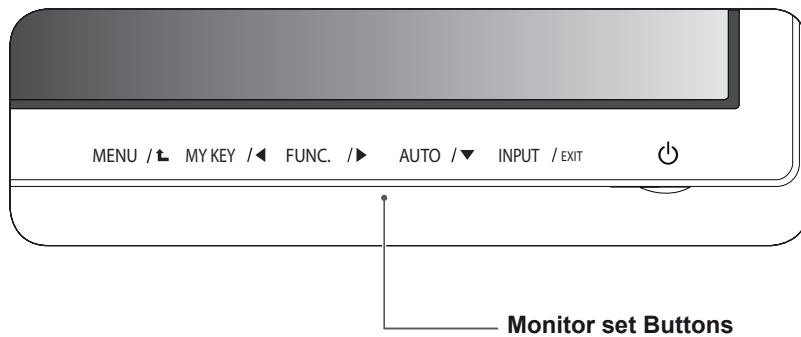 MENU / MY KEY / ◀ FUNC. / ▶ AUTO / ▼ INPUT / EXIT
Monitor set Buttons